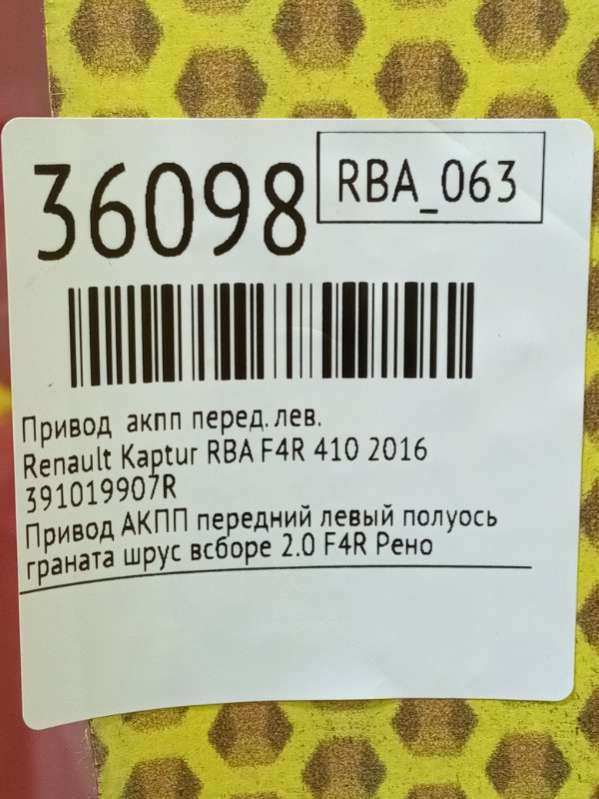 36098
RBA_063
Привод акпп перед. лев.
Renault Kaptur RBA F4R 410 2016
391019907R
Привод АКПП передний левый полуось
граната шрус всборе 2.0 F4R Рено